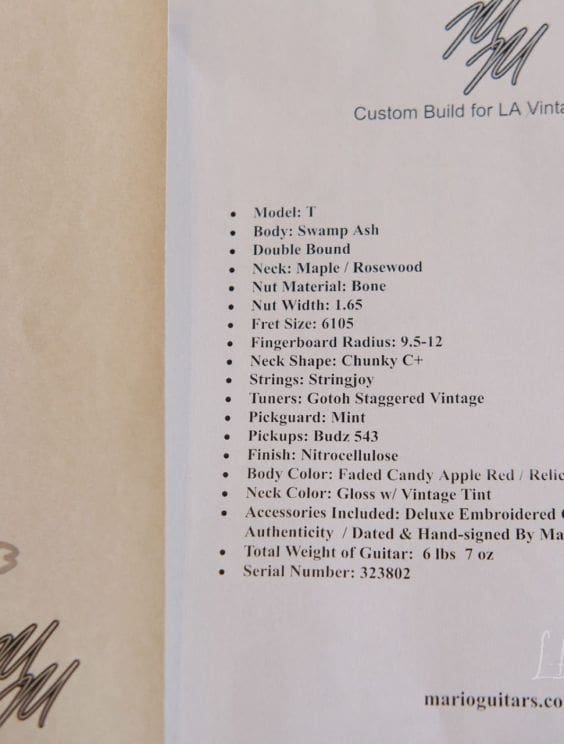 Custom Build for LA
• Model: T
• Body: Swamp Ash
• Double Bound
• Neck: Maple / Rosewood
• Nut Material: Bone
• Nut Width: 1.65
• Fret Size: 6105
• Fingerboard Radius: 9.5-12
• Neck Shape: Chunky C+
• Strings: Stringjoy
• Tuners: Gotoh Staggered Vintage
• Pickguard: Mint
• Pickups: Budz 543
• Finish: Nitrocellulose
• Body Color: Faded Candy Apple Red / Relic
• Neck Color: Gloss w/ Vintage Tint
• Accessories Included: Deluxe Embroidered
Authenticity / Dated & Hand-signed By Ma
• Total Weight of Guitar: 6 lbs 7 oz
• Serial Number: 323802
marioguitars.co